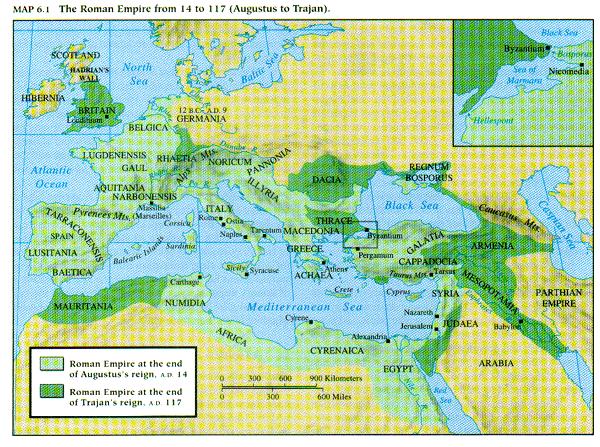 MAP 6.1 The Roman Empire from 14 to 117 (Augustus to Trajan).
SCOTLAND
HADRIAN'S
WALL
HIBERNIA
BRITAIN
Londinium
North
Sea
Baltic Sea
12 B.C.–A.D. 9
GERMANIA
BELGICA
LUGDENENSIS
GAUL
RHAETIA
Mts.
Alps
NORICUM
Danube R.
PANNONIA
ILLYRIA
Po R.
Atlantic
Ocean
AQUITANIA
NARBONENSIS
Massilia
(Marseilles)
Pyrenees Mts.
TARRACONENSIS
SPAIN
LUSITANIA
BAETICA
Balearic Islands
Corsica
Sardinia
ITALY
Rome
Ostia
Naples
Tarentum
Sicily
Syracuse
DACIA
REGNUM
BOSPORUS
Black Sea
Caucasus Mts.
Caspian Sea
THRACE
MACEDONIA
Byzantium
GREECE
ACHAEA
Athens
Pergamum
GALATIA
CAPPADOCIA
Taurus Mts.
Tarsus
ARMENIA
MESOPOTAMIA
Euphrates
PARTHIAN
EMPIRE
Babylon
Crete
Cyprus
SYRIA
Nazareth
Jerusalem
JUDAEA
ARABIA
MAURITANIA
NUMIDIA
Carthage
AFRICA
Mediterranean Sea
Cyrene
CYRENAICA
Alexandria
EGYPT
Nile R.
Red
Sea
Black Sea
Byzantium
Bosporus
Sea of
Marmara
Nicomedia
Hellespont
Roman Empire at the end
of Augustus's reign, A.D. 14
Roman Empire at the end
of Trajan's reign, A.D. 117
0 300 600 900 Kilometers
0 300 600 Miles